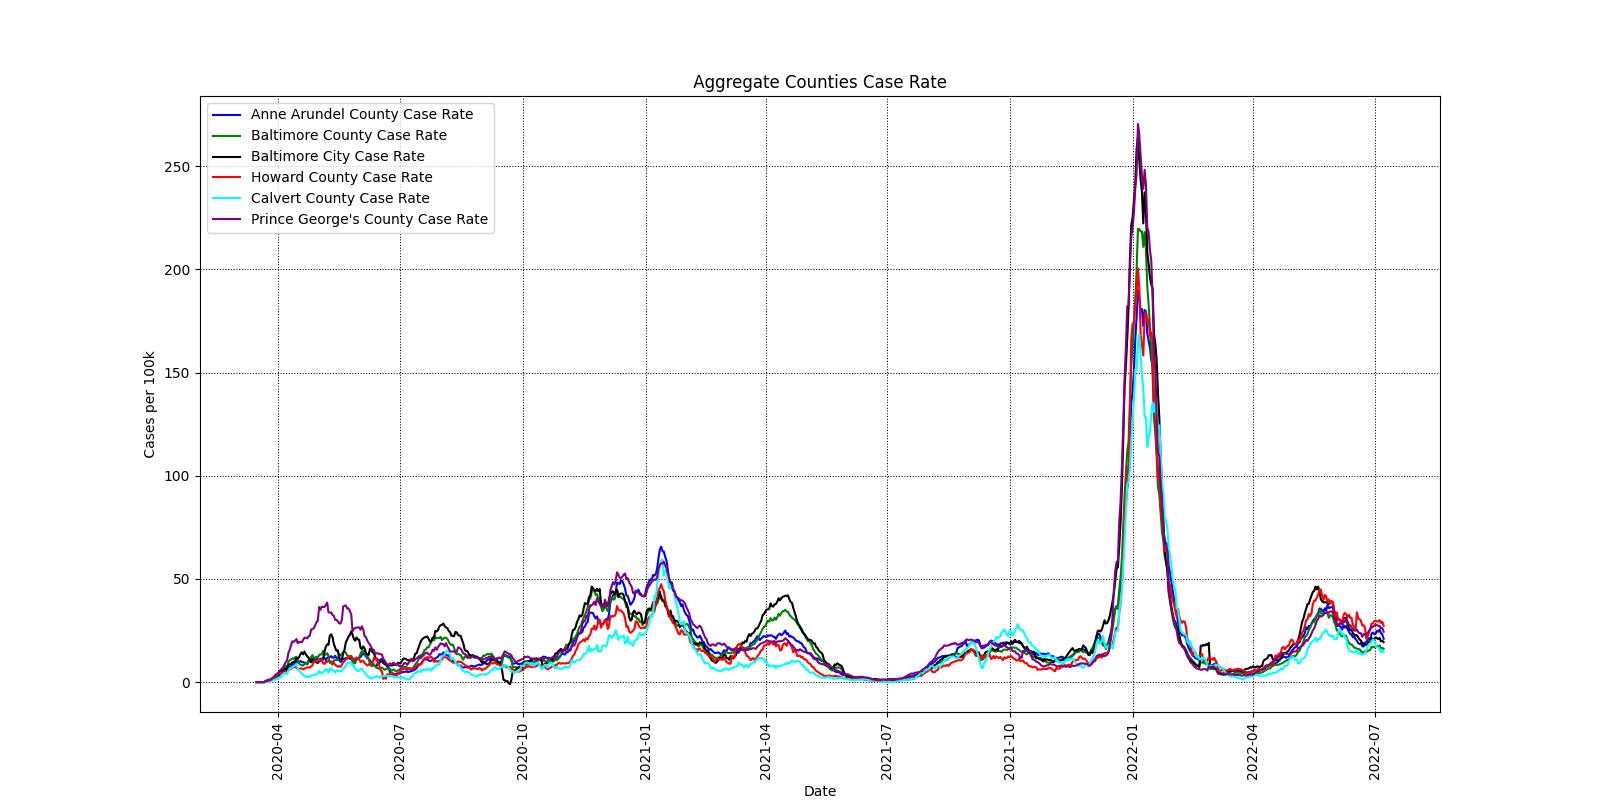 Aggregate Counties Case Rate
Anne Arundel County Case Rate
Baltimore County Case Rate
Baltimore City Case Rate
Howard County Case Rate
Calvert County Case Rate
Prince George's County Case Rate
Cases per 100k
250
200
150
100
50
0
2020-04
2020-07
2020-10
2021-01
2021-04
2021-07
2021-10
2022-01
2022-04
2022-07
Date